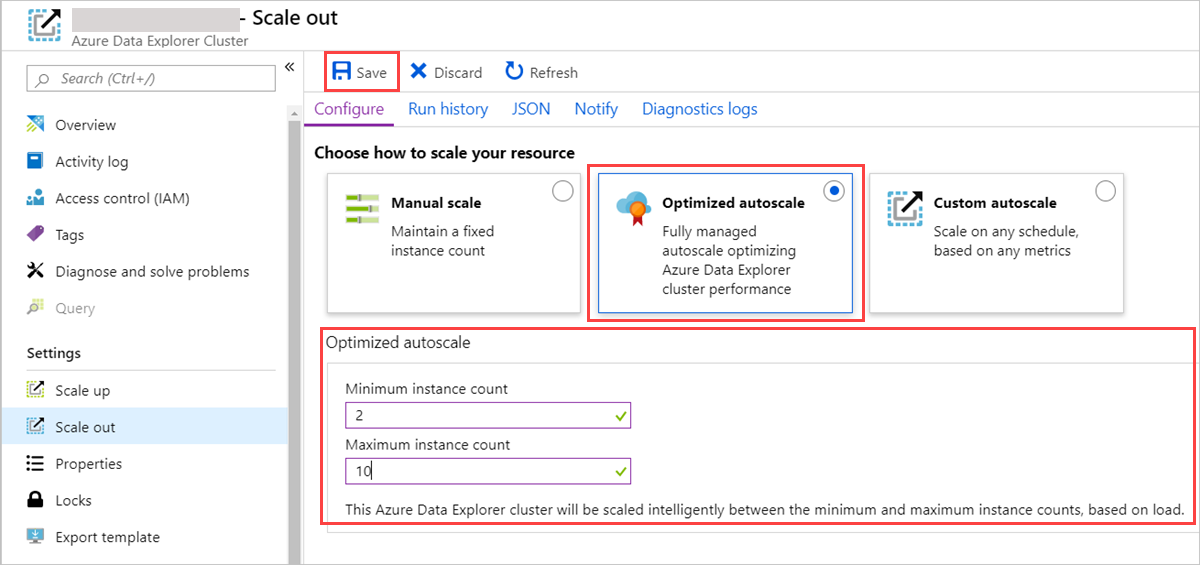 - Scale out
Azure Data Explorer Cluster
Search (Ctrl+/)
«
Overview
Activity log
Access control (IAM)
Tags
Diagnose and solve problems
Query
Settings
Scale up
Scale out
Properties
Locks
Export template
Save
Discard
Refresh
Configure
Run history
JSON
Notify
Diagnostics logs
Choose how to scale your resource
Manual scale
Maintain a fixed
instance count
Optimized autoscale
Fully managed
autoscale optimizing
Azure Data Explorer
cluster performance
Custom autoscale
Scale on any schedule,
based on any metrics
Optimized autoscale
Minimum instance count
2
Maximum instance count
10
This Azure Data Explorer cluster will be scaled intelligently between the minimum and maximum instance counts, based on load.